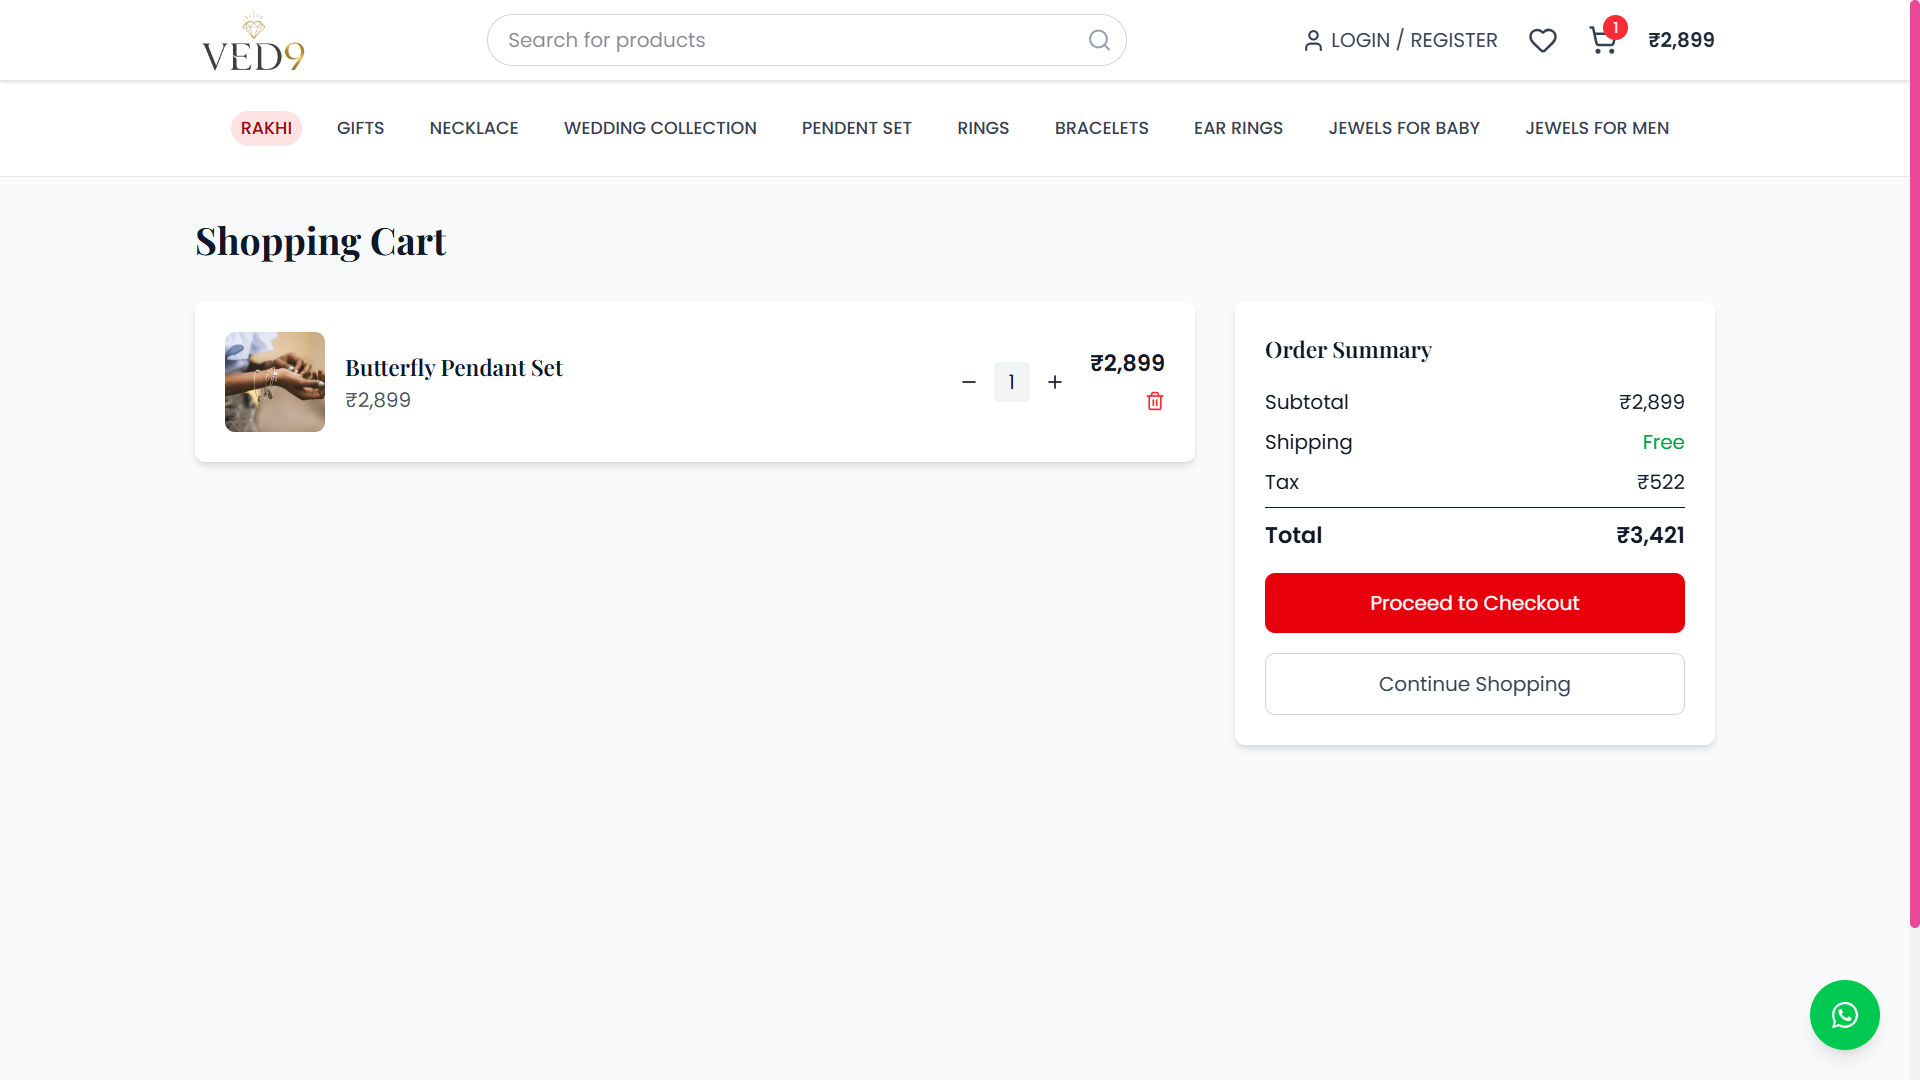 VED9
Search for products
LOGIN / REGISTER
1
₹2,899
RAKHI
GIFTS
NECKLACE
WEDDING COLLECTION
PENDENT SET
RINGS
BRACELETS
EAR RINGS
JEWELS FOR BABY
JEWELS FOR MEN
Shopping Cart
Butterfly Pendant Set
₹2,899
1
₹2,899
Order Summary
Subtotal ₹2,899
Shipping Free
Tax ₹522
Total ₹3,421
Proceed to Checkout
Continue Shopping